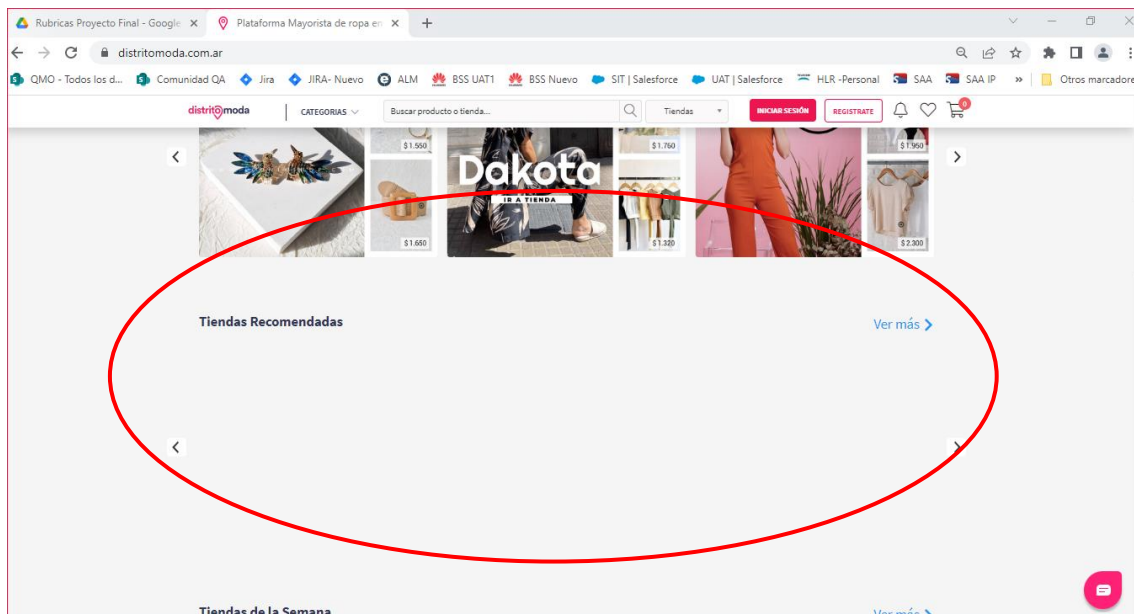 Rubricas Proyecto Final - Google
Plataforma Mayorista de ropa en
distritomoda.com.ar
QMO - Todos los d...
Comunidad QA
Jira
JIRA- Nuevo
ALM
BSS UAT1
BSS Nuevo
SIT | Salesforce
UAT | Salesforce
HLR -Personal
SAA
SAA IP
»
Otros marcadore
distritomoda
CATEGORIAS
Buscar producto o tienda...
Tiendas
INICIAR SESIÓN
REGISTRATE
0
$ 1.550
$ 1.760
$ 1.950
Dakota
IR A TIENDA
$ 1.650
$ 1.320
$ 2.300
Tiendas Recomendadas
Ver más
Tiendas de la Semana
Ver más